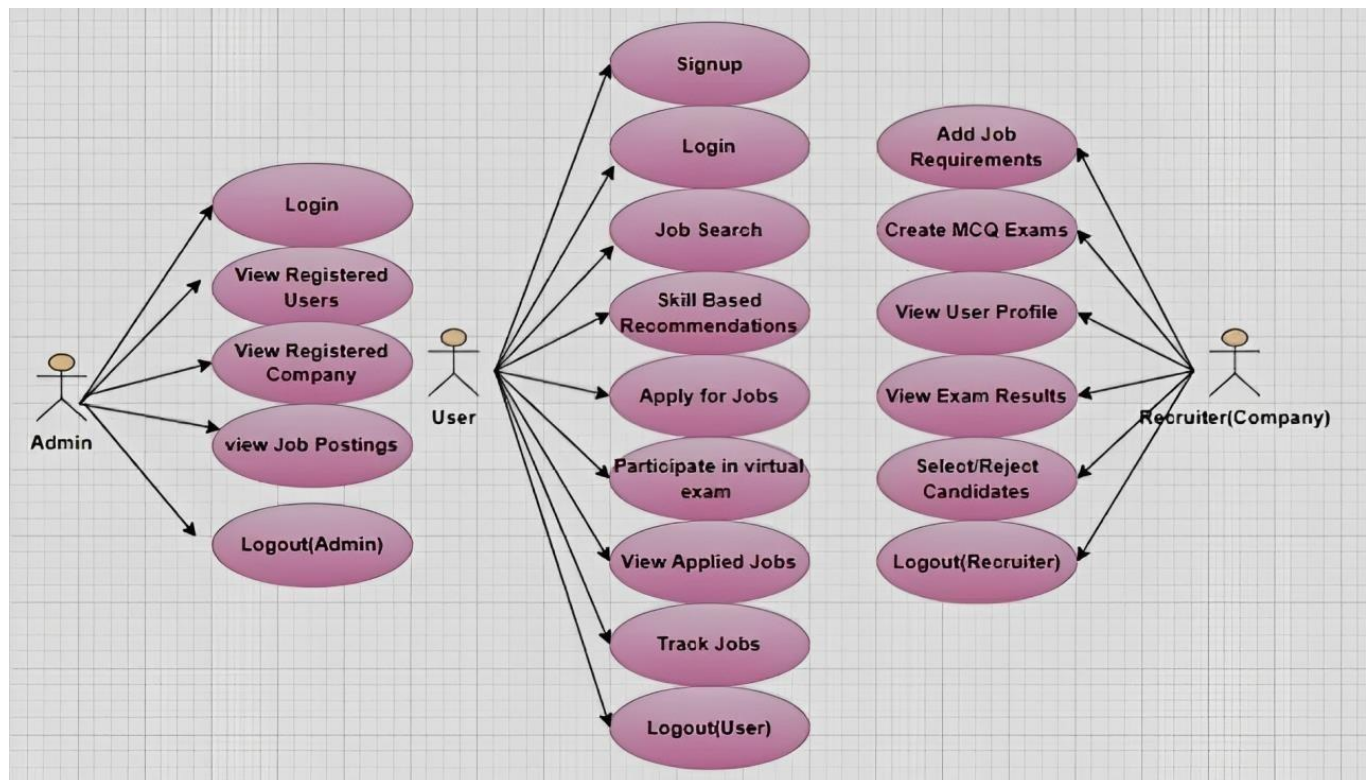 Admin
Login
View Registered
Users
View Registered
Company
view Job Postings
Logout(Admin)
User
Signup
Login
Job Search
Skill Based
Recommendations
Apply for Jobs
Participate in virtual
exam
View Applied Jobs
Track Jobs
Logout(User)
Add Job
Requirements
Create MCQ Exams
View User Profile
View Exam Results
Select/Reject
Candidates
Logout(Recruiter)
Recruiter(Company)